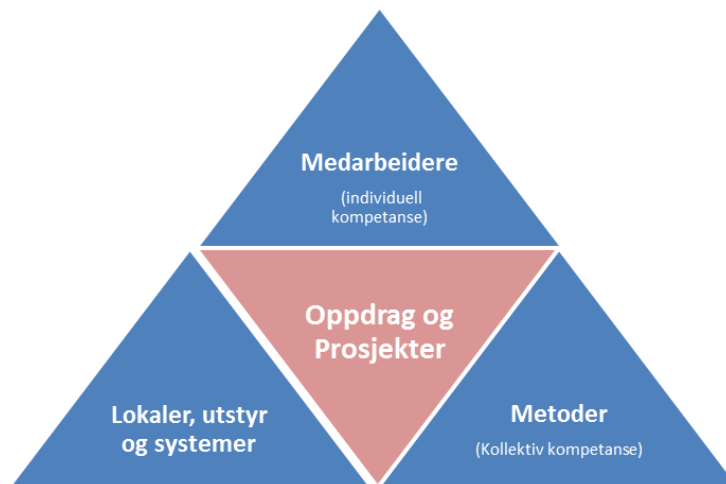 Medarbeidere
(individuell
kompetanse)
Oppdrag og
Prosjekter
Lokaler, utstyr
og systemer
Metoder
(Kollektiv kompetanse)